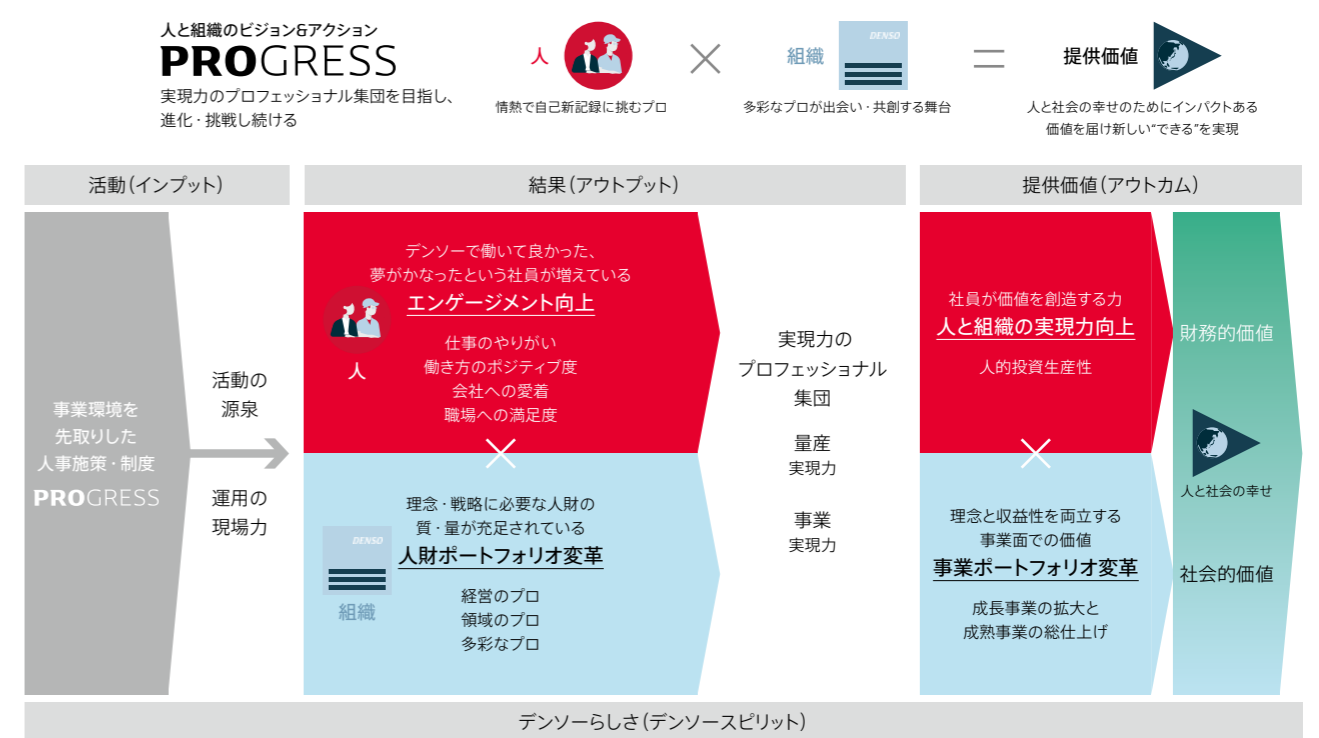 人と組織のビジョン&アクション
PROGRESS
実現力のプロフェッショナル集団を目指し、
進化・挑戦し続ける
人
情熱で自己新記録に挑むプロ
組織
DENSO
多彩なプロが出会い・共創する舞台
提供価値
人と社会の幸せのためにインパクトある
価値を届け新しい“できる”を実現
活動(インプット)
結果(アウトプット)
提供価値(アウトカム)
事業環境を
先取りした
人事施策・制度
PROGRESS
活動の
源泉
運用の
現場力
デンソーで働いて良かった、
夢がかなったという社員が増えている
エンゲージメント向上
人
仕事のやりがい
働き方のポジティブ度
会社への愛着
職場への満足度
理念・戦略に必要な人財の
質・量が充足されている
人財ポートフォリオ変革
DENSO
組織
経営のプロ
領域のプロ
多彩なプロ
実現力の
プロフェッショナル
集団
量産
実現力
事業
実現力
社員が価値を創造する力
人と組織の実現力向上
人的投資生産性
理念と収益性を両立する
事業面での価値
事業ポートフォリオ変革
成長事業の拡大と
成熟事業の総仕上げ
財務的価値
人と社会の幸せ
社会的価値
デンソーらしさ(デンソースピリット)